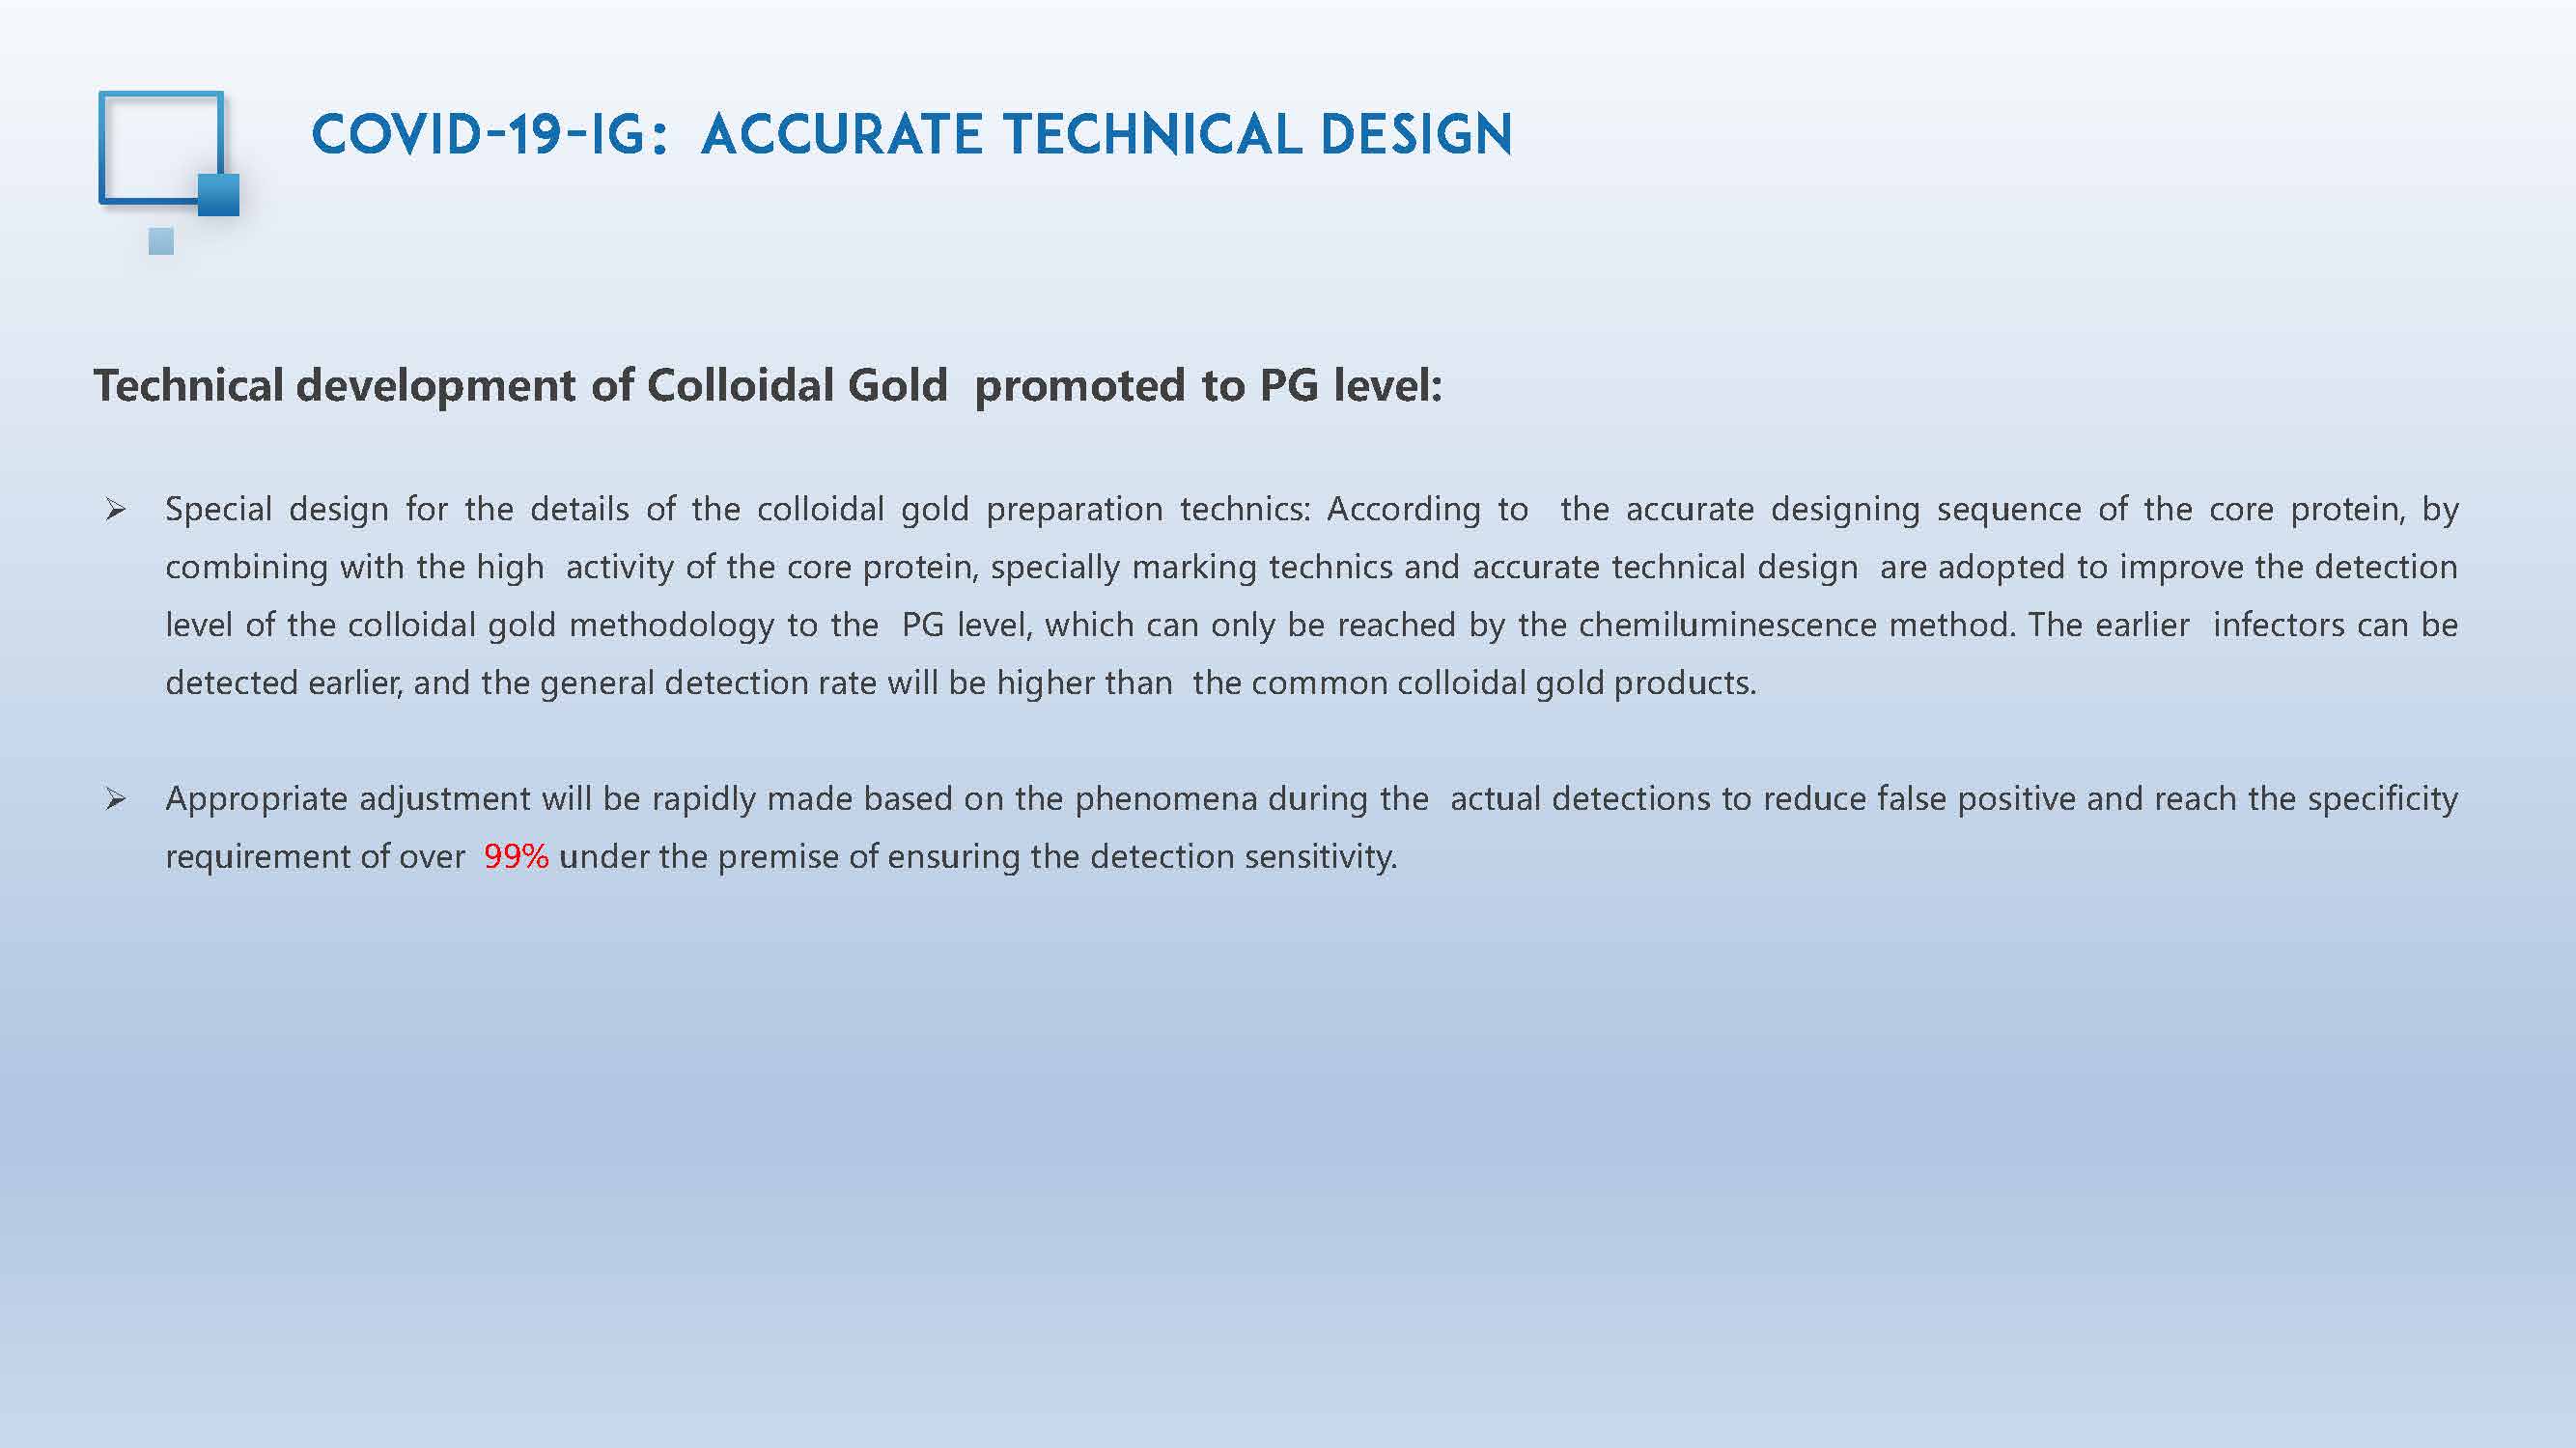 COVID-19-IG: ACCURATE TECHNICAL DESIGN
Technical development of Colloidal Gold promoted to PG level:
➢ Special design for the details of the colloidal gold preparation technics: According to the accurate designing sequence of the core protein, by
combining with the high activity of the core protein, specially marking technics and accurate technical design are adopted to improve the detection
level of the colloidal gold methodology to the PG level, which can only be reached by the chemiluminescence method. The earlier infectors can be
detected earlier, and the general detection rate will be higher than the common colloidal gold products.
➢ Appropriate adjustment will be rapidly made based on the phenomena during the actual detections to reduce false positive and reach the specificity
requirement of over 99% under the premise of ensuring the detection sensitivity.